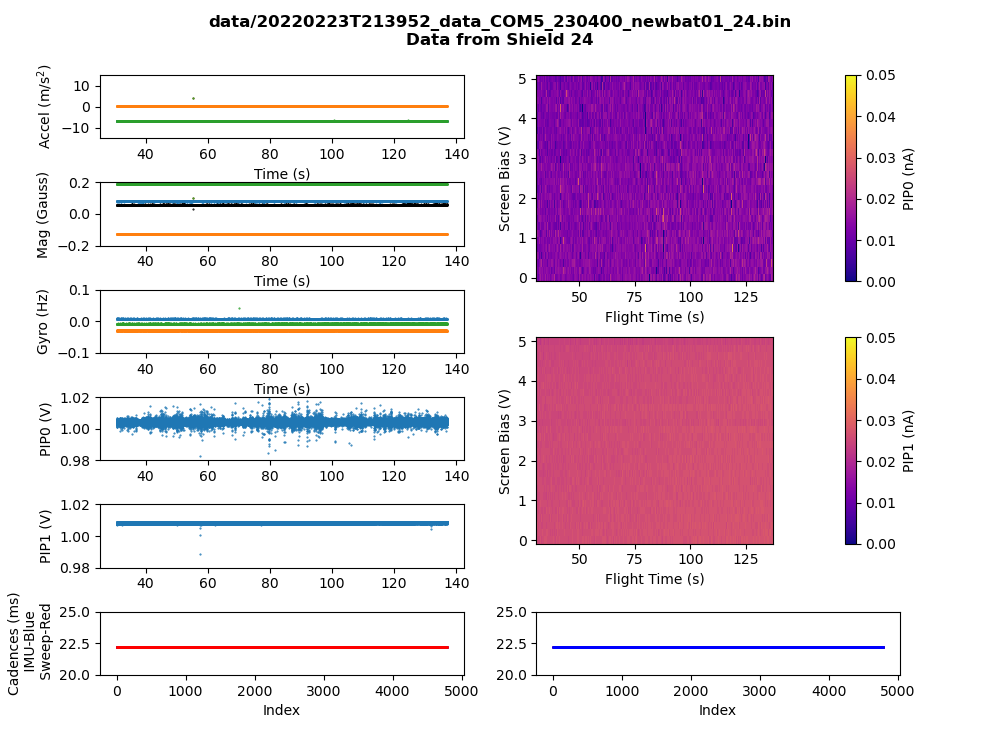 data/20220223T213952_data_COM5_230400_newbat01_24.bin
Data from Shield 24
Accel (m/s²)
10
0
−10
40 60 80 100 120 140
Time (s)
Mag (Gauss)
0.2
0.0
−0.2
40 60 80 100 120 140
Time (s)
Gyro (Hz)
0.1
0.0
−0.1
40 60 80 100 120 140
Time (s)
PIP0 (V)
1.02
1.00
0.98
40 60 80 100 120 140
PIP1 (V)
1.02
1.00
0.98
40 60 80 100 120 140
Cadences (ms)
IMU-Blue
Sweep-Red
25.0
22.5
20.0
0 1000 2000 3000 4000 5000
Index
Screen Bias (V)
5
4
3
2
1
0
50 75 100 125
Flight Time (s)
0.05
0.04
0.03
0.02
0.01
0.00
PIP0 (nA)
Screen Bias (V)
5
4
3
2
1
0
50 75 100 125
Flight Time (s)
0.05
0.04
0.03
0.02
0.01
0.00
PIP1 (nA)
25.0
22.5
20.0
0 1000 2000 3000 4000 5000
Index